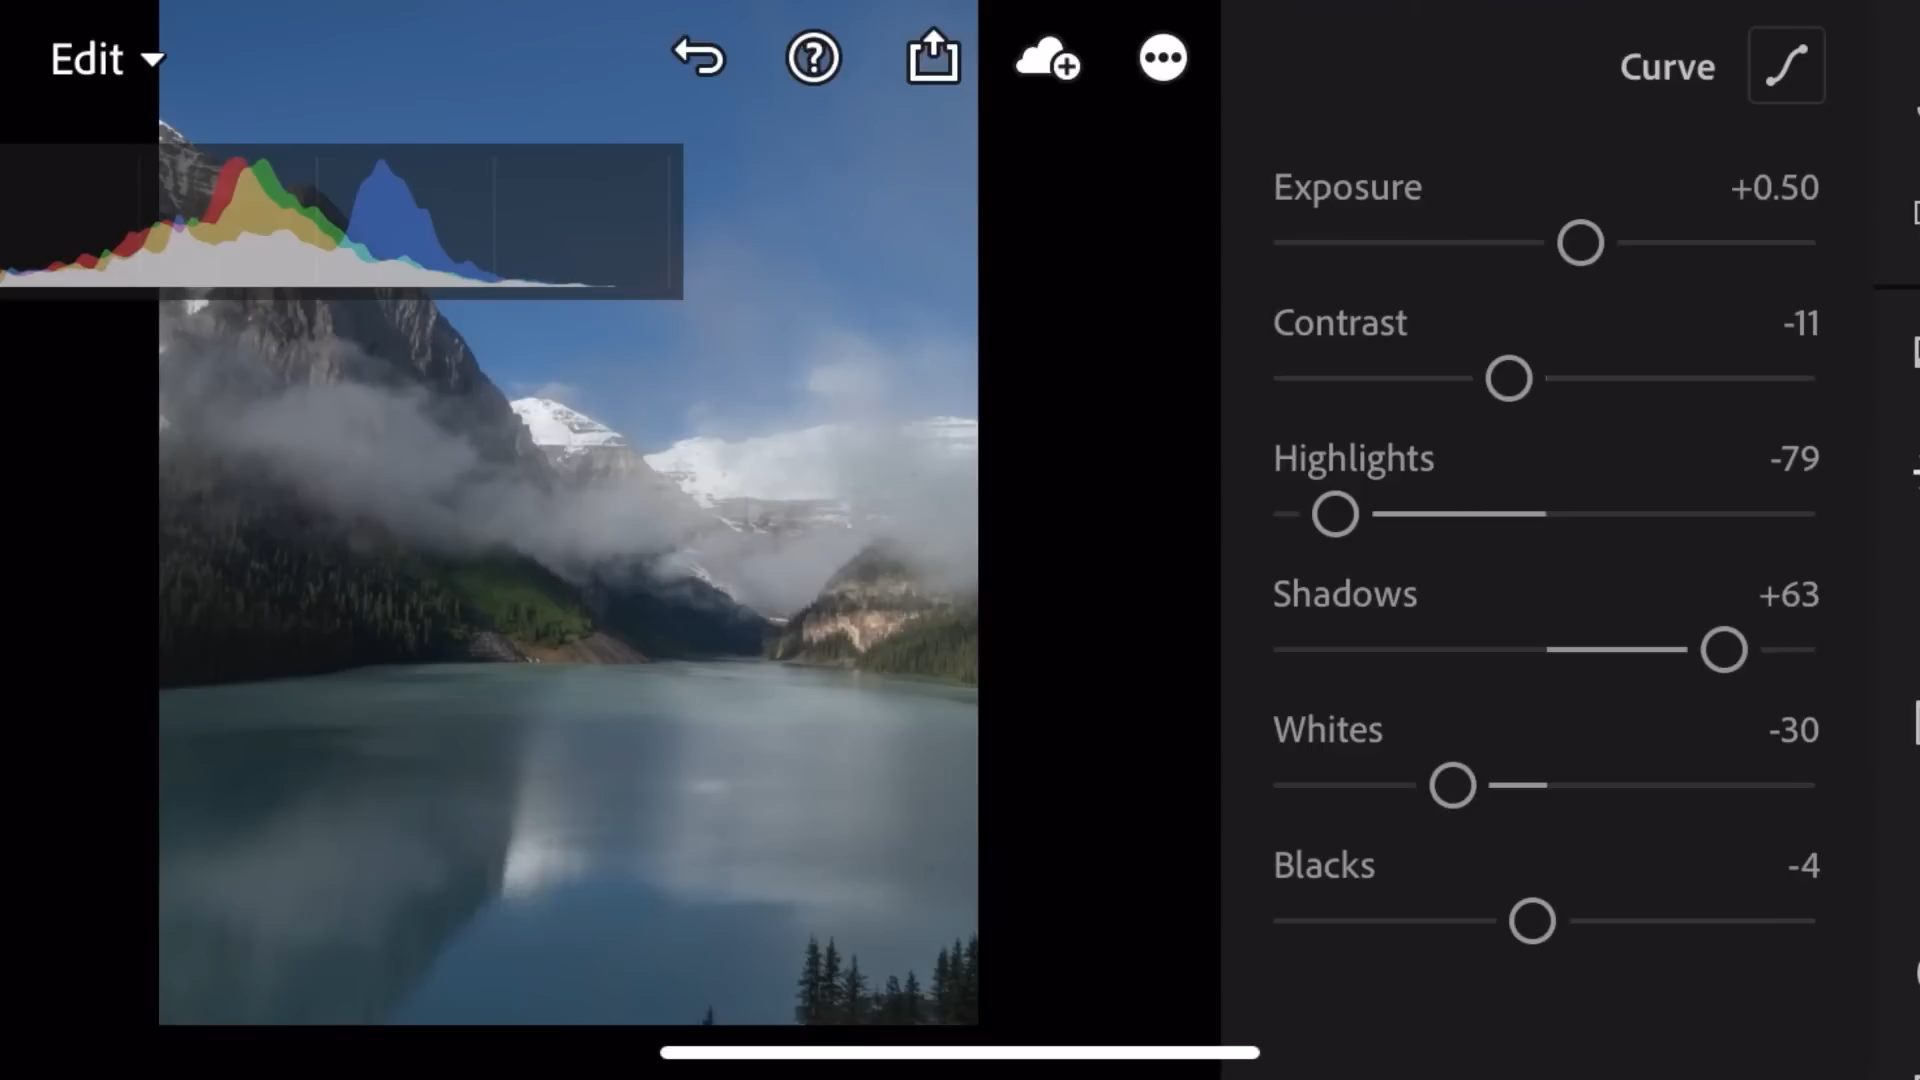 Edit
Curve
Exposure +0.50
Contrast -11
Highlights -79
Shadows +63
Whites -30
Blacks -4